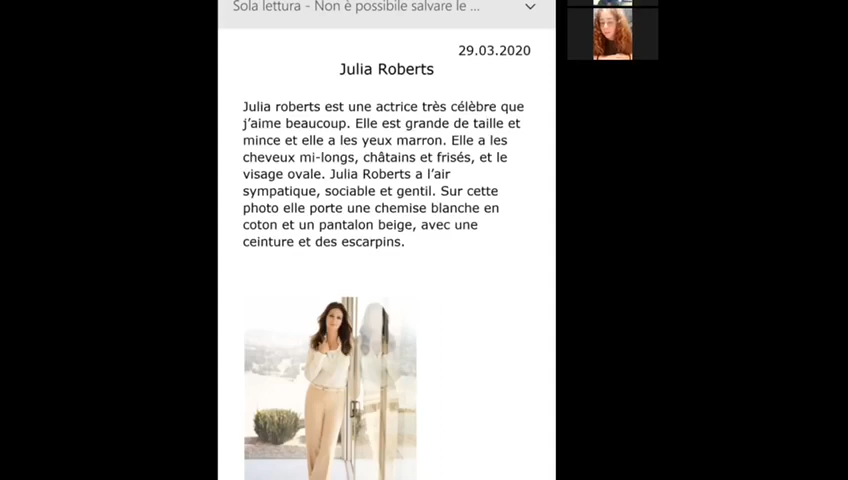 Sola lettura - Non è possibile salvare le ...
29.03.2020
Julia Roberts
Julia roberts est une actrice très célèbre que
j’aime beaucoup. Elle est grande de taille et
mince et elle a les yeux marron. Elle a les
cheveux mi-longs, châtains et frisés, et le
visage ovale. Julia Roberts a l’air
sympatique, sociable et gentil. Sur cette
photo elle porte une chemise blanche en
coton et un pantalon beige, avec une
ceinture et des escarpins.